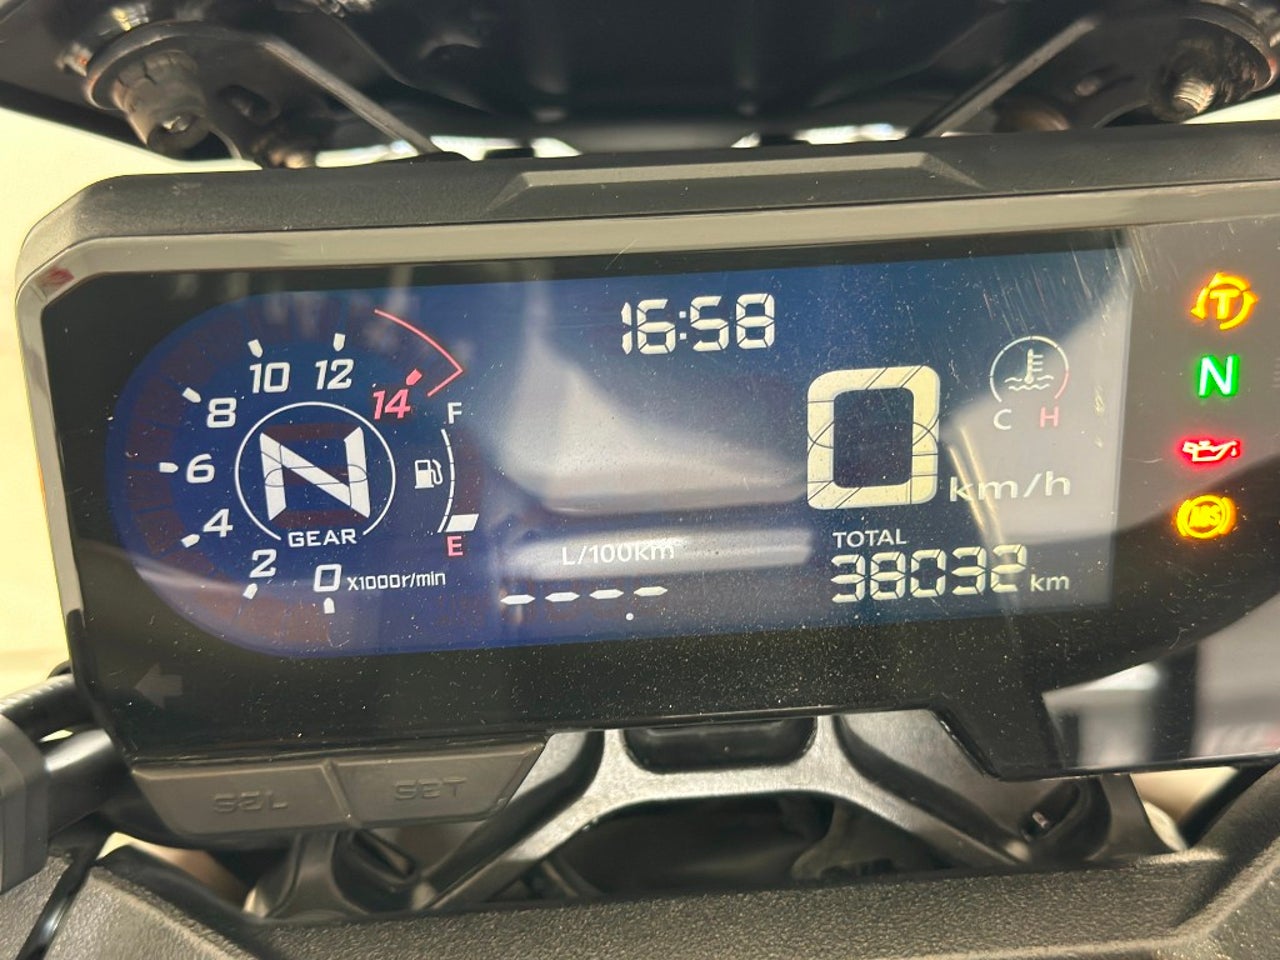 16:58
10 12
14
8
6
4
2
0 X1000r/min
N
GEAR
F
E
L/100km
----
0 km/h
C H
TOTAL
38032 km
T
N
ABS
SEL SET